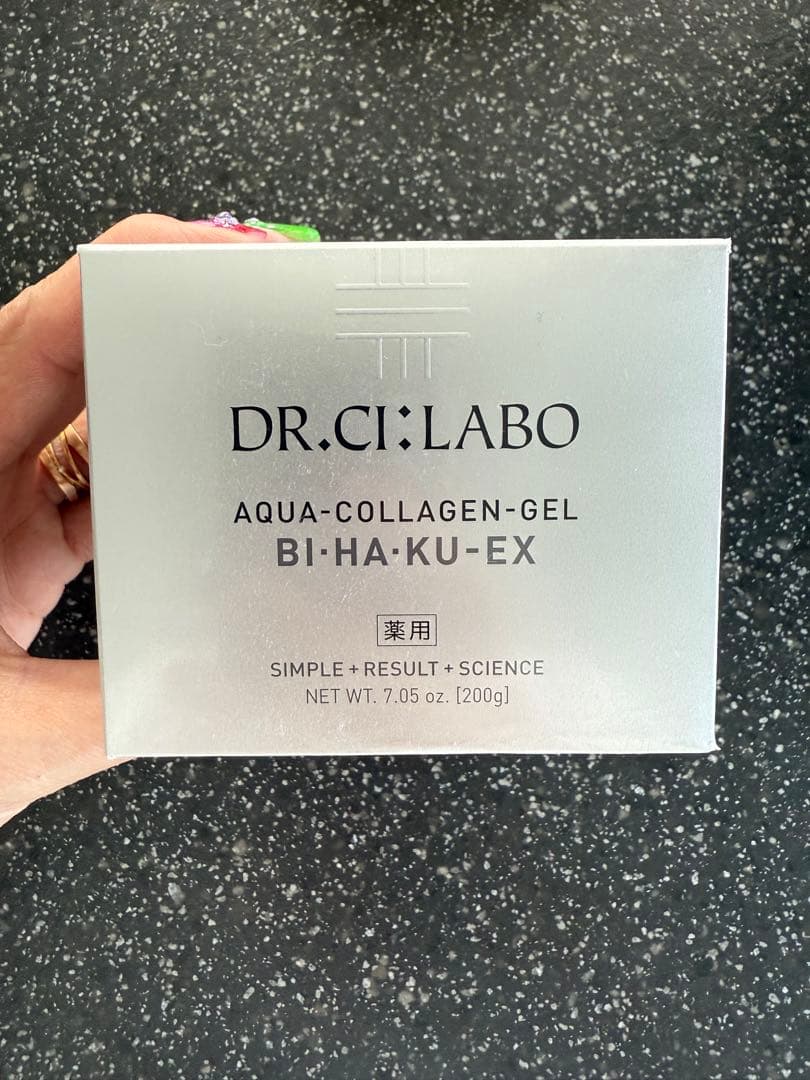 DR.CI:LABO
AQUA-COLLAGEN-GEL
BI·HA·KU-EX
薬用
SIMPLE+RESULT+SCIENCE
NET WT. 7.05 oz. [200g]